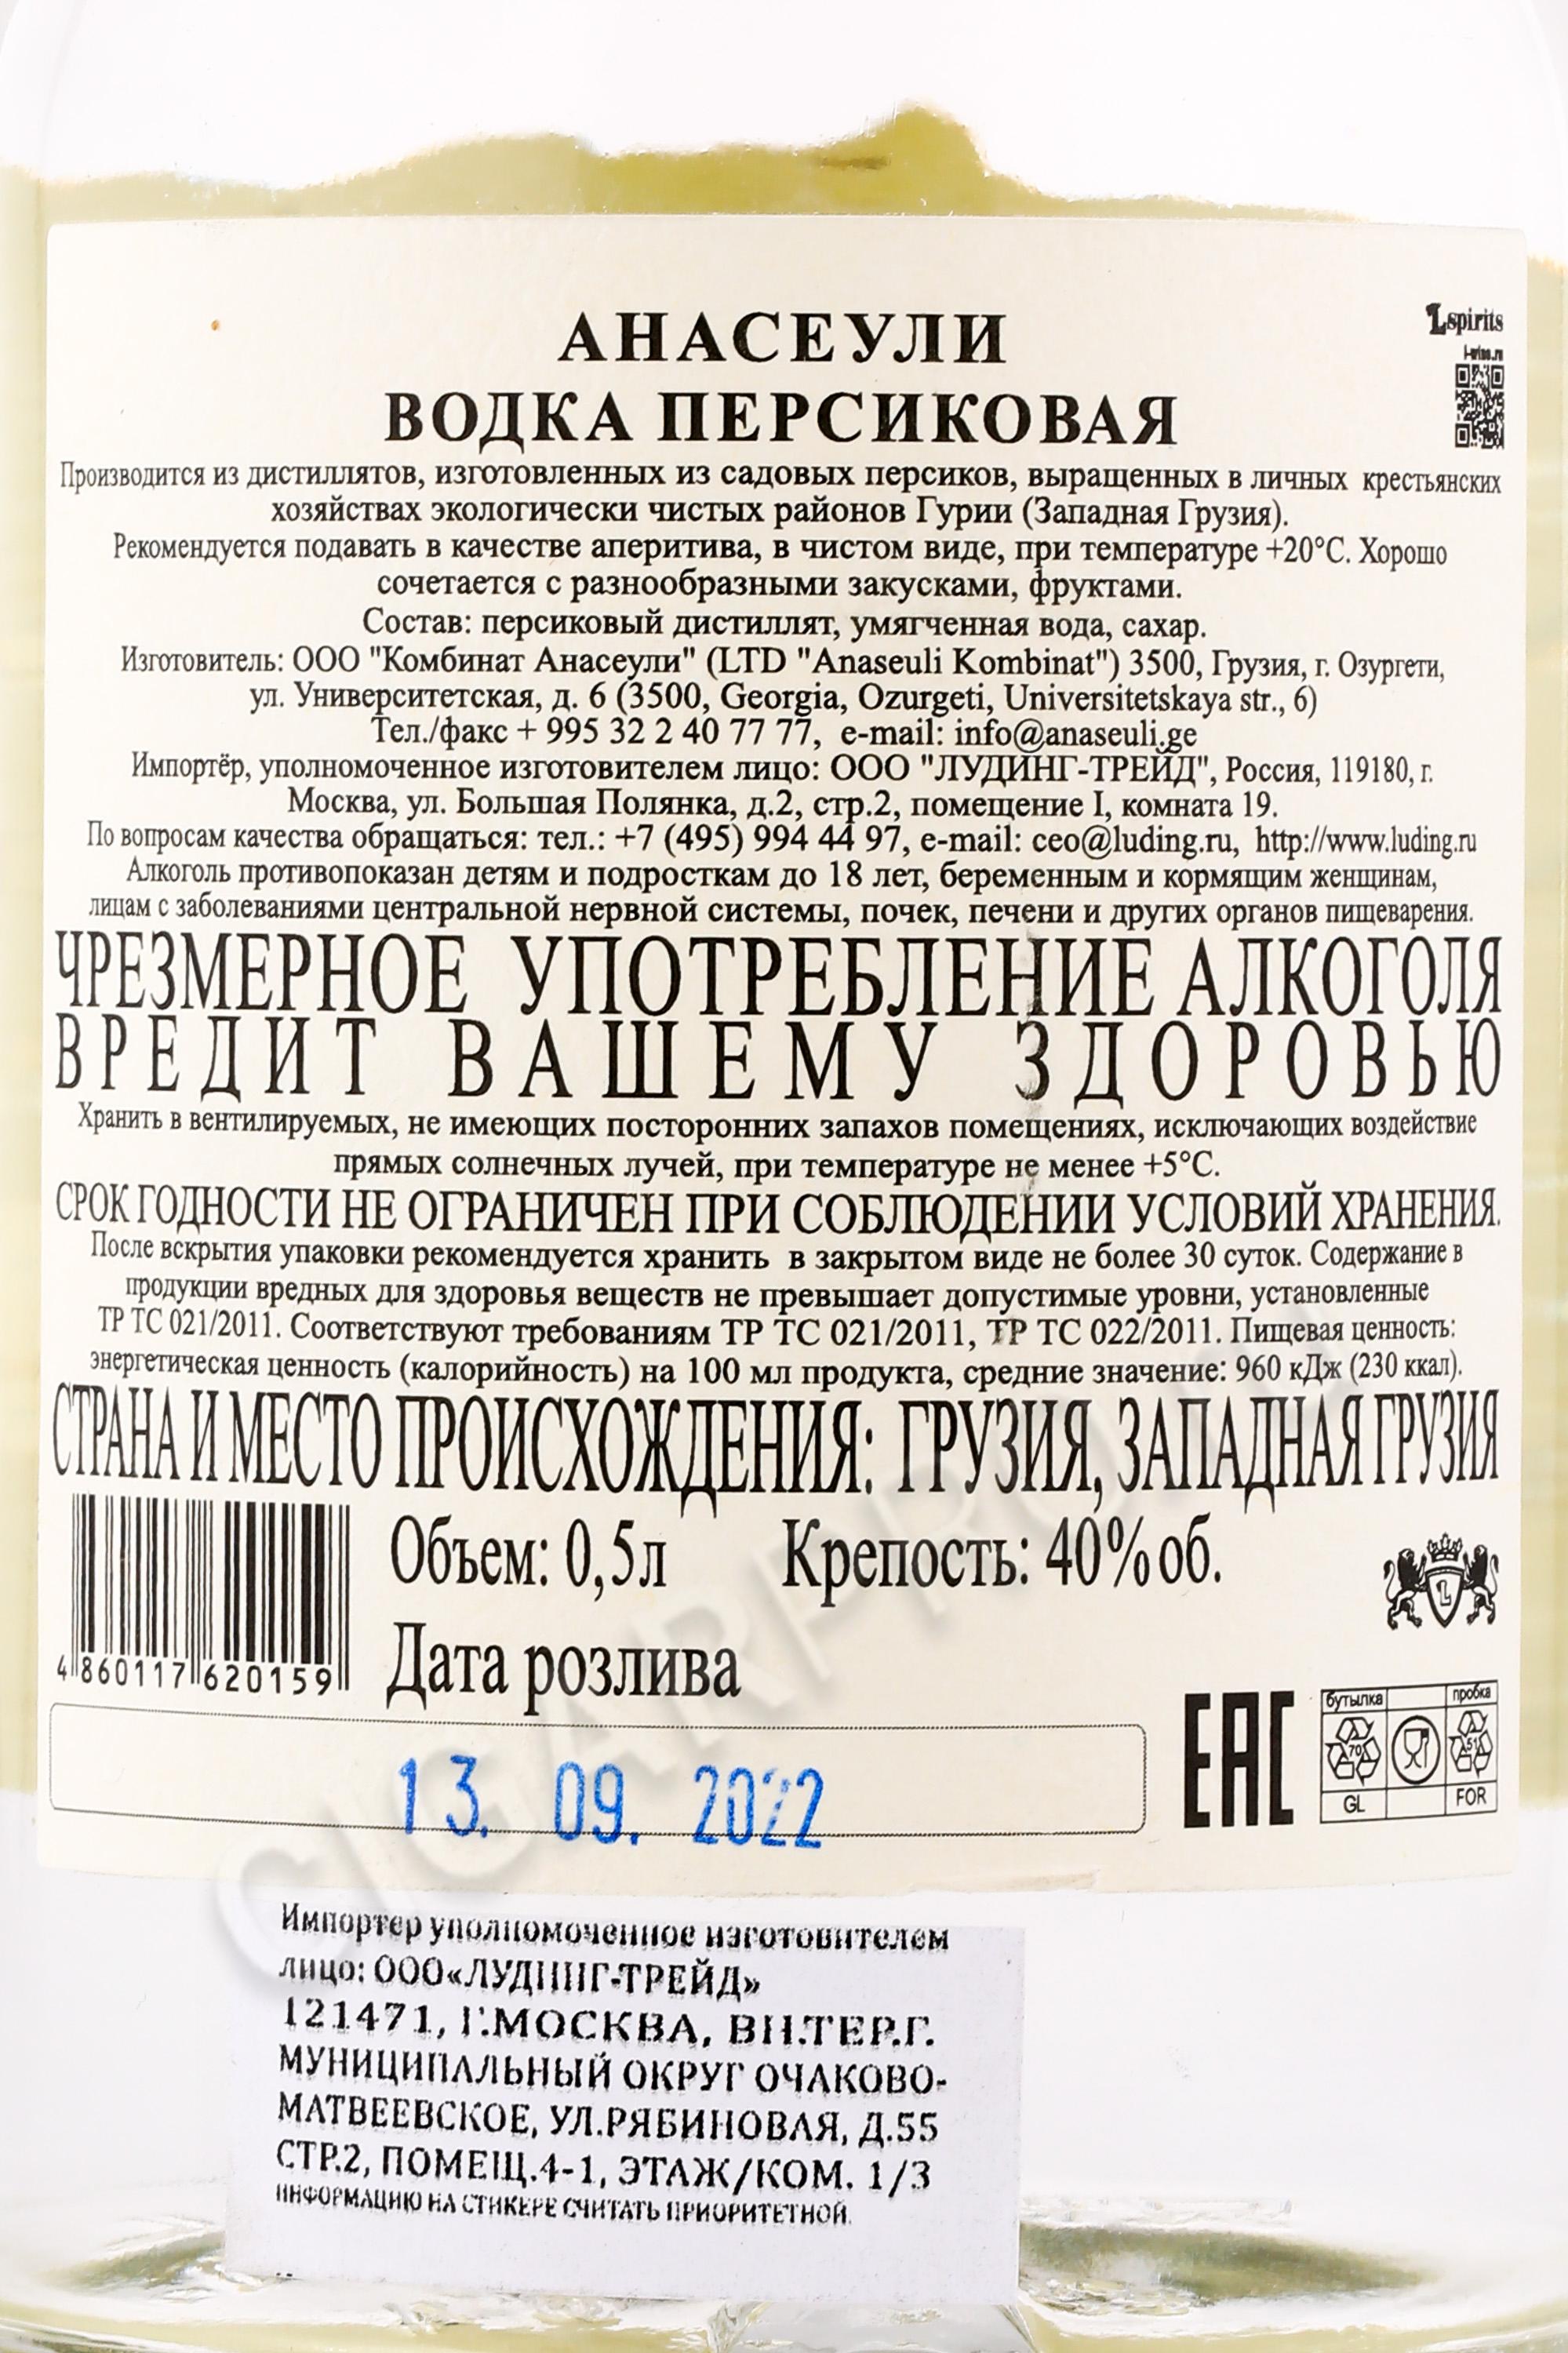 Lspirits
l-wine.ru
АНАСЕУЛИ
ВОДКА ПЕРСИКОВАЯ
Производится из дистиллятов, изготовленных из садовых персиков, выращенных в личных крестьянских
хозяйствах экологически чистых районов Гурии (Западная Грузия).
Рекомендуется подавать в качестве аперитива, в чистом виде, при температуре +20°С. Хорошо
сочетается с разнообразными закусками, фруктами.
Состав: персиковый дистиллят, умягченная вода, сахар.
Изготовитель: ООО "Комбинат Анасеули" (LTD "Anaseuli Kombinat") 3500, Грузия, г. Озургети,
ул. Университетская, д. 6 (3500, Georgia, Ozurgeti, Universitetskaya str., 6)
Тел./факс + 995 32 2 40 77 77, e-mail: info@anaseuli.ge
Импортёр, уполномоченное изготовителем лицо: ООО "ЛУДИНГ-ТРЕЙД", Россия, 119180, г.
Москва, ул. Большая Полянка, д.2, стр.2, помещение I, комната 19.
По вопросам качества обращаться: тел.: +7 (495) 994 44 97, e-mail: ceo@luding.ru, http://www.luding.ru
Алкоголь противопоказан детям и подросткам до 18 лет, беременным и кормящим женщинам,
лицам с заболеваниями центральной нервной системы, почек, печени и других органов пищеварения.
ЧРЕЗМЕРНОЕ УПОТРЕБЛЕНИЕ АЛКОГОЛЯ
ВРЕДИТ ВАШЕМУ ЗДОРОВЬЮ
Хранить в вентилируемых, не имеющих посторонних запахов помещениях, исключающих воздействие
прямых солнечных лучей, при температуре не менее +5°С.
СРОК ГОДНОСТИ НЕ ОГРАНИЧЕН ПРИ СОБЛЮДЕНИИ УСЛОВИЙ ХРАНЕНИЯ.
После вскрытия упаковки рекомендуется хранить в закрытом виде не более 30 суток. Содержание в
продукции вредных для здоровья веществ не превышает допустимые уровни, установленные
ТР ТС 021/2011. Соответствуют требованиям ТР ТС 021/2011, ТР ТС 022/2011. Пищевая ценность:
энергетическая ценность (калорийность) на 100 мл продукта, средние значение: 960 кДж (230 ккал).
СТРАНА И МЕСТО ПРОИСХОЖДЕНИЯ: ГРУЗИЯ, ЗАПАДНАЯ ГРУЗИЯ
Объем: 0,5л Крепость: 40%об.
4860117620159
Дата розлива
13. 09. 2022
EAC
бутылка пробка
70 51
GL FOR
CIGARPRO.RU
Импортер уполномоченное изготовителем
лицо: ООО«ЛУДИНГ-ТРЕЙД»
121471, Г.МОСКВА, ВН.ТЕР.Г.
МУНИЦИПАЛЬНЫЙ ОКРУГ ОЧАКОВО-
МАТВЕЕВСКОЕ, УЛ.РЯБИНОВАЯ, Д.55
СТР.2, ПОМЕЩ.4-1, ЭТАЖ/КОМ. 1/3
ИНФОРМАЦИЮ НА СТИКЕРЕ СЧИТАТЬ ПРИОРИТЕТНОЙ.